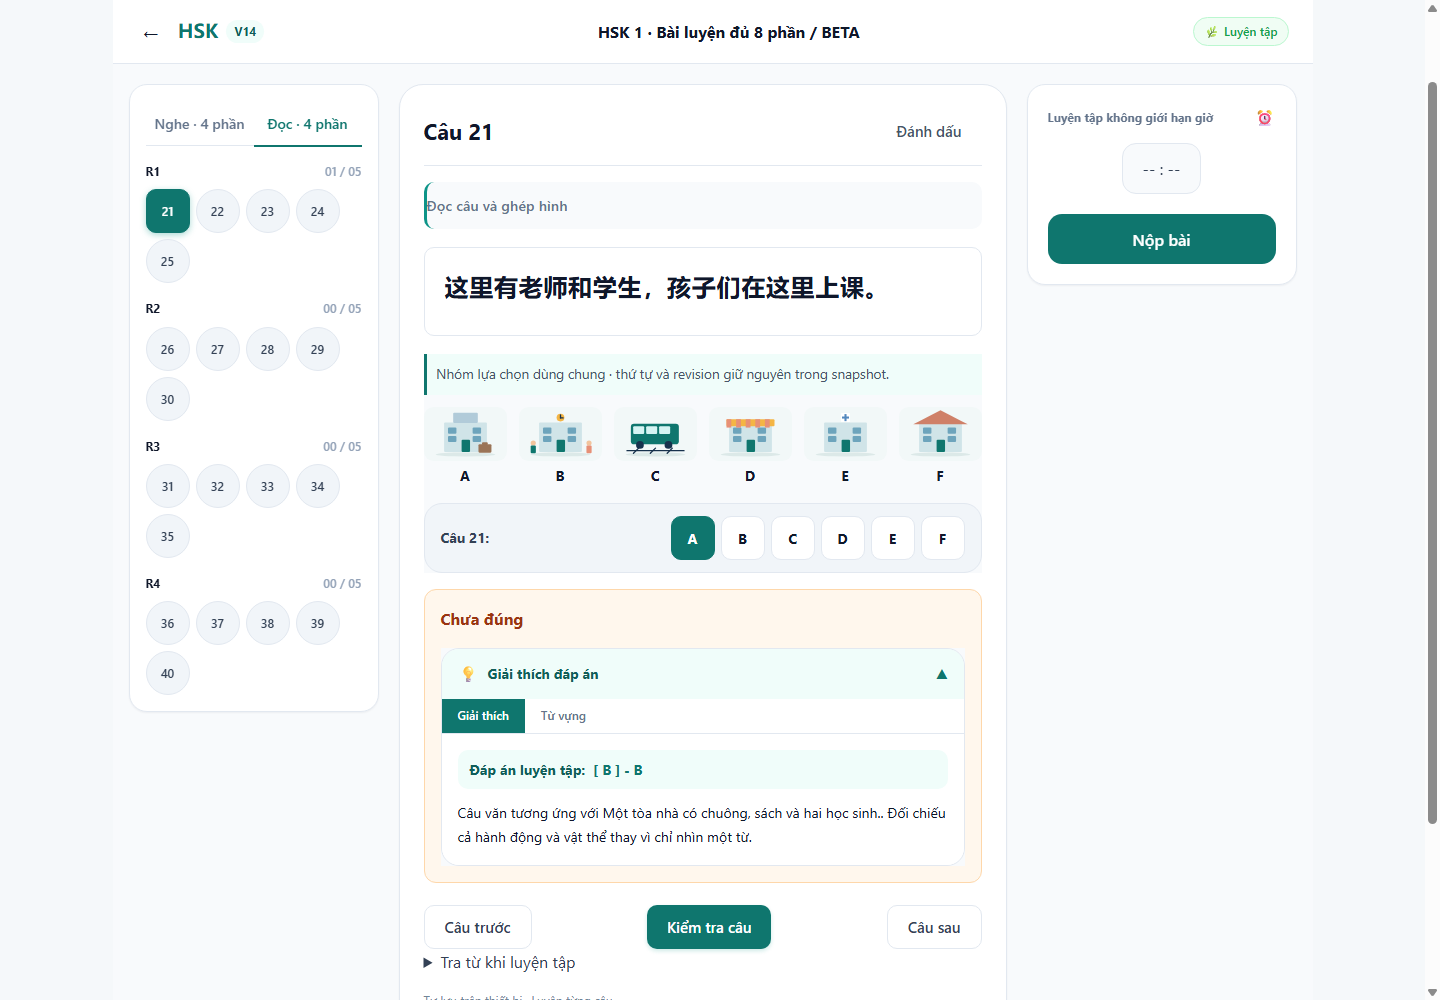 ← HSK V14
HSK 1 · Bài luyện đủ 8 phần / BETA
Luyện tập
Nghe · 4 phần
Đọc · 4 phần
R1
01 / 05
21
22
23
24
25
R2
00 / 05
26
27
28
29
30
R3
00 / 05
31
32
33
34
35
R4
00 / 05
36
37
38
39
40
Câu 21
Đánh dấu
Đọc câu và ghép hình
这里有老师和学生，孩子们在这里上课。
Nhóm lựa chọn dùng chung · thứ tự và revision giữ nguyên trong snapshot.
A
B
C
D
E
F
Câu 21:
A
B
C
D
E
F
Chưa đúng
Giải thích đáp án
Giải thích
Từ vựng
Đáp án luyện tập: [ B ] - B
Câu văn tương ứng với Một tòa nhà có chuông, sách và hai học sinh.. Đối chiếu
cả hành động và vật thể thay vì chỉ nhìn một từ.
Câu trước
Kiểm tra câu
Câu sau
Tra từ khi luyện tập
Luyện tập không giới hạn giờ
-- : --
Nộp bài